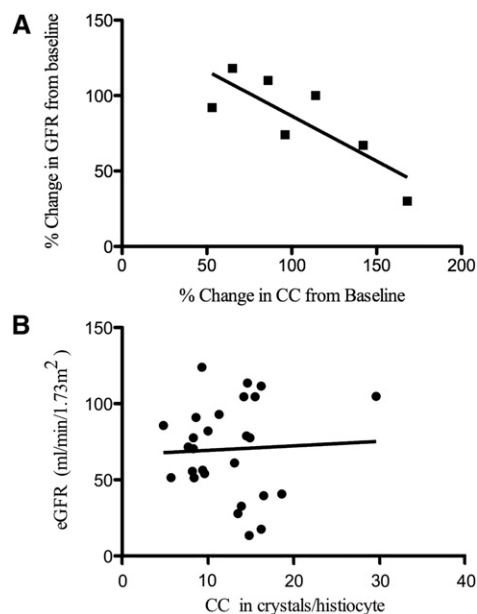 A
% Change in GFR from baseline
150
100
50
0
0 50 100 150 200
% Change in CC from Baseline
B
eGFR (ml/min/1.73m²)
150
100
50
0
0 10 20 30 40
CC in crystals/histiocyte